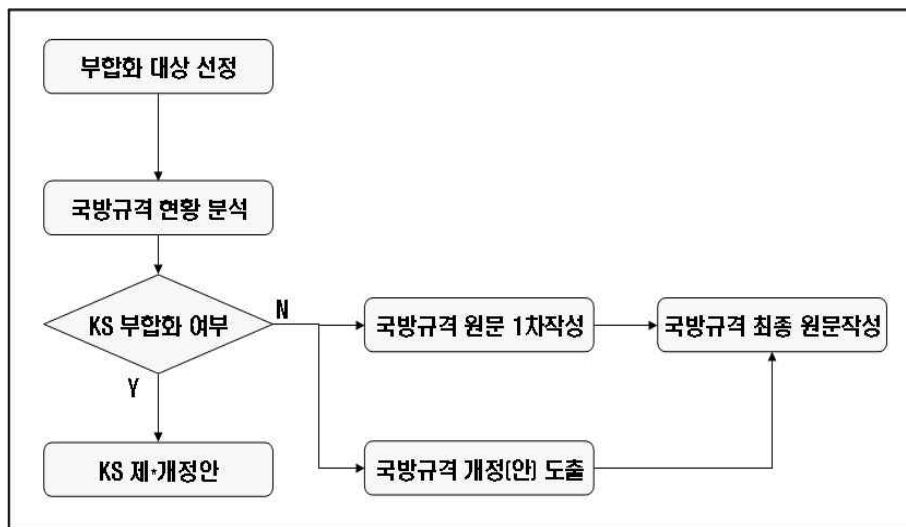 부합화 대상 선정
국방규격 현황 분석
KS 부합화 여부
N
Y
국방규격 원문 1차작성
국방규격 최종 원문작성
KS 제·개정안
국방규격 개정(안) 도출